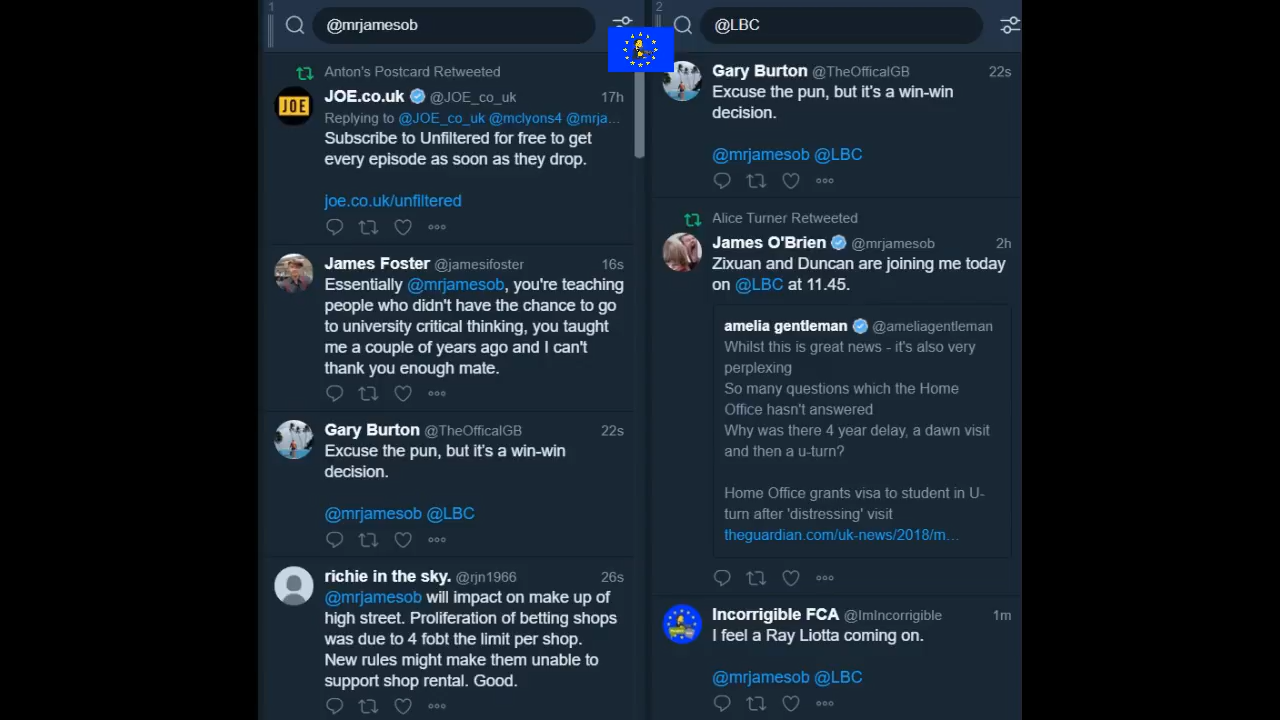 1
@mrjamesob
Anton's Postcard Retweeted
JOE.co.uk @JOE_co_uk 17h
JOE
Replying to @JOE_co_uk @mclyons4 @mrja...
Subscribe to Unfiltered for free to get
every episode as soon as they drop.
joe.co.uk/unfiltered
James Foster @jamesifoster 16s
Essentially @mrjamesob, you're teaching
people who didn't have the chance to go
to university critical thinking, you taught
me a couple of years ago and I can't
thank you enough mate.
Gary Burton @TheOfficalGB 22s
Excuse the pun, but it's a win-win
decision.
@mrjamesob @LBC
richie in the sky. @rjn1966 26s
@mrjamesob will impact on make up of
high street. Proliferation of betting shops
was due to 4 fobt the limit per shop.
New rules might make them unable to
support shop rental. Good.
2
@LBC
Gary Burton @TheOfficalGB 22s
Excuse the pun, but it's a win-win
decision.
@mrjamesob @LBC
Alice Turner Retweeted
James O'Brien @mrjamesob 2h
Zixuan and Duncan are joining me today
on @LBC at 11.45.
amelia gentleman @ameliagentleman
Whilst this is great news - it's also very
perplexing
So many questions which the Home
Office hasn't answered
Why was there 4 year delay, a dawn visit
and then a u-turn?
Home Office grants visa to student in U-
turn after 'distressing' visit
theguardian.com/uk-news/2018/m...
Incorrigible FCA @ImIncorrigible 1m
I feel a Ray Liotta coming on.
@mrjamesob @LBC